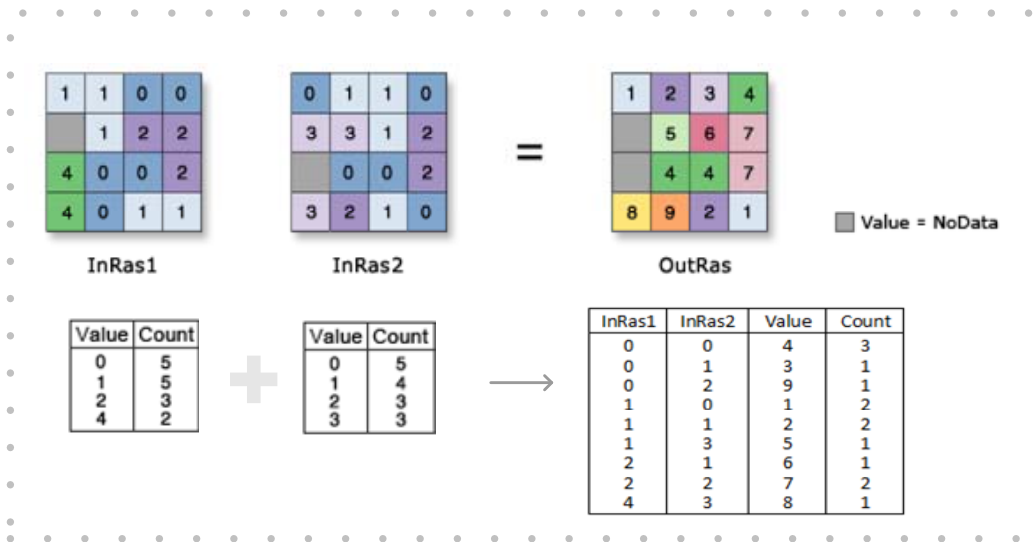 1 1 0 0
1 2 2
4 0 0 2
4 0 1 1
InRas1
0 1 1 0
3 3 1 2
0 0 2
3 2 1 0
InRas2
=
1 2 3 4
5 6 7
4 4 7
8 9 2 1
OutRas
Value = NoData
Value Count
0 5
1 5
2 3
4 2
+
Value Count
0 5
1 4
2 3
3 3
InRas1 InRas2 Value Count
0 0 4 3
0 1 3 1
0 2 9 1
1 0 1 2
1 1 2 2
1 3 5 1
2 1 6 1
2 2 7 2
4 3 8 1